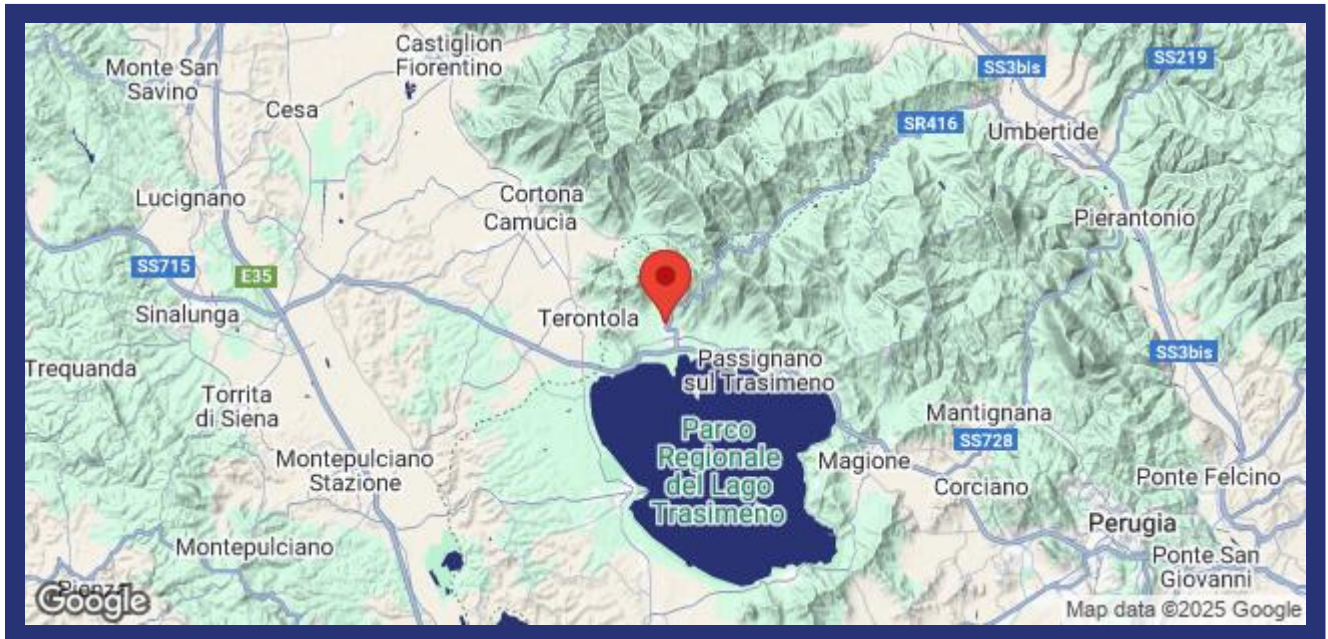 Castiglion
Fiorentino
Monte San
Savino
SS3bis
SS219
Cesa
SR416
Umbertide
Lucignano
Cortona
Camucia
Pierantonio
SS715
E35
Sinalunga
Terontola
SS3bis
Trequanda
Passignano
sul Trasimeno
Torrita
di Siena
Mantignana
SS728
Parco
Regionale
del Lago
Trasimeno
Montepulciano
Stazione
Magione
Corciano
Ponte Felcino
Perugia
Montepulciano
Ponte San
Giovanni
Pienza
Google
Map data ©2025 Google